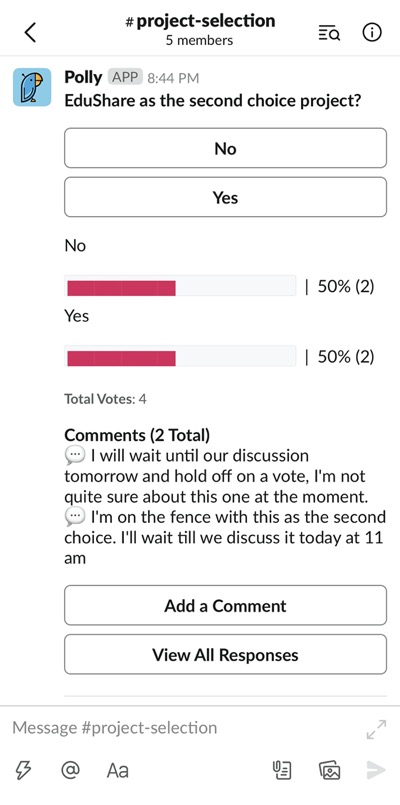 #project-selection
5 members
Polly APP 8:44 PM
EduShare as the second choice project?
No
Yes
No
| 50% (2)
Yes
| 50% (2)
Total Votes: 4
Comments (2 Total)
💬 I will wait until our discussion
tomorrow and hold off on a vote, I'm not
quite sure about this one at the moment.
💬 I'm on the fence with this as the second
choice. I'll wait till we discuss it today at 11
am
Add a Comment
View All Responses
Message #project-selection
@ Aa